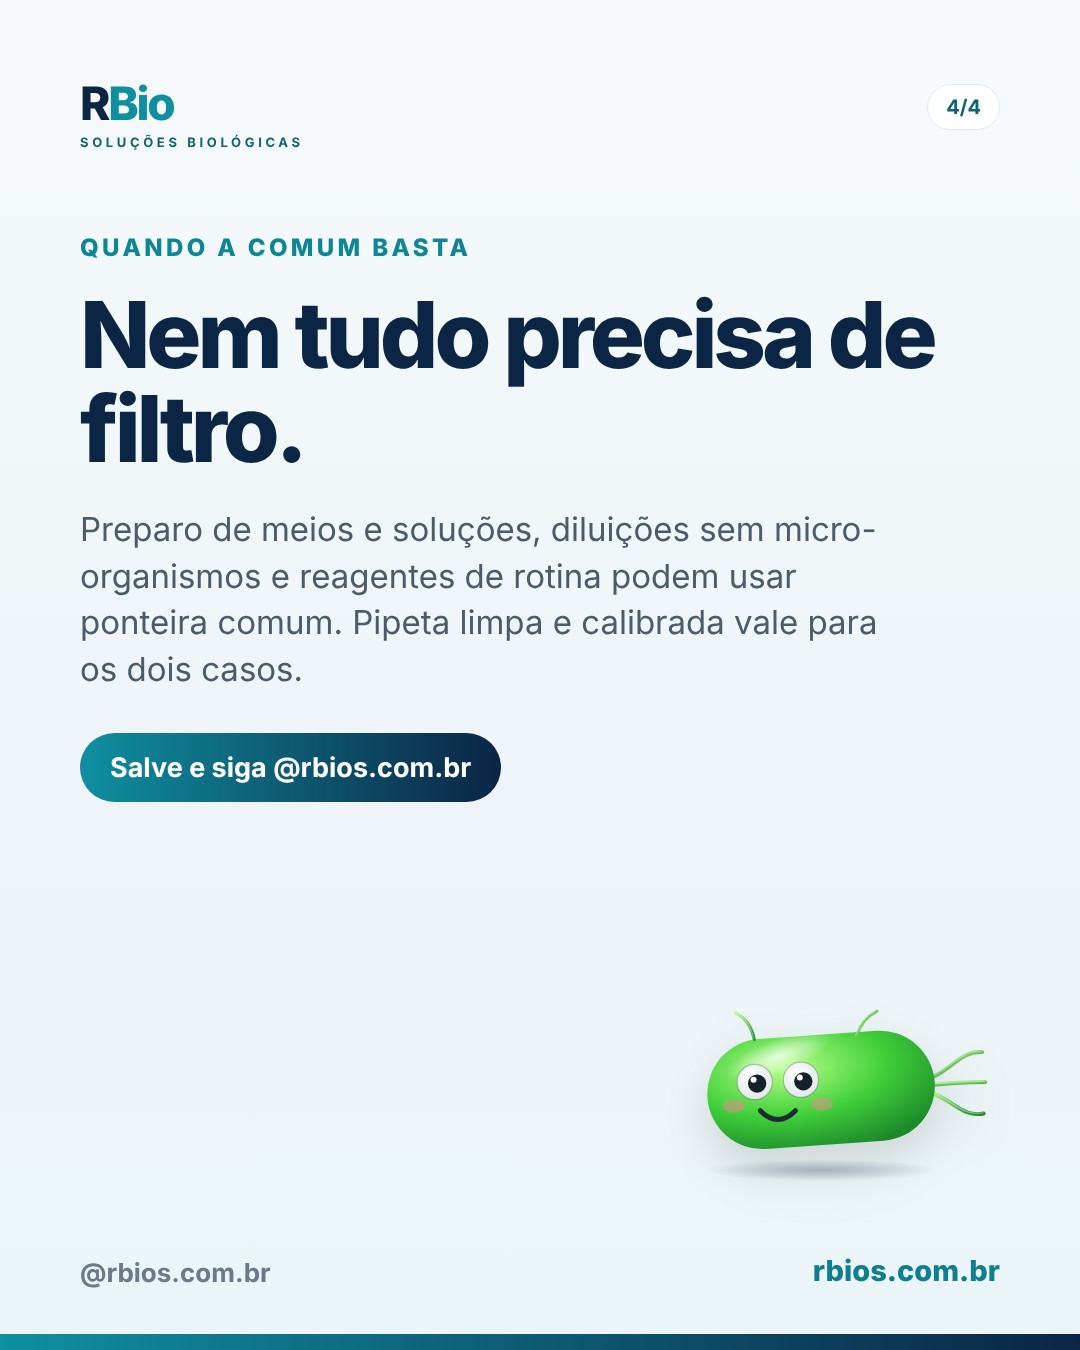 RBio
SOLUÇÕES BIOLÓGICAS
4/4
QUANDO A COMUM BASTA
Nem tudo precisa de
filtro.
Preparo de meios e soluções, diluições sem micro-
organismos e reagentes de rotina podem usar
ponteira comum. Pipeta limpa e calibrada vale para
os dois casos.
Salve e siga @rbios.com.br
@rbios.com.br
rbios.com.br